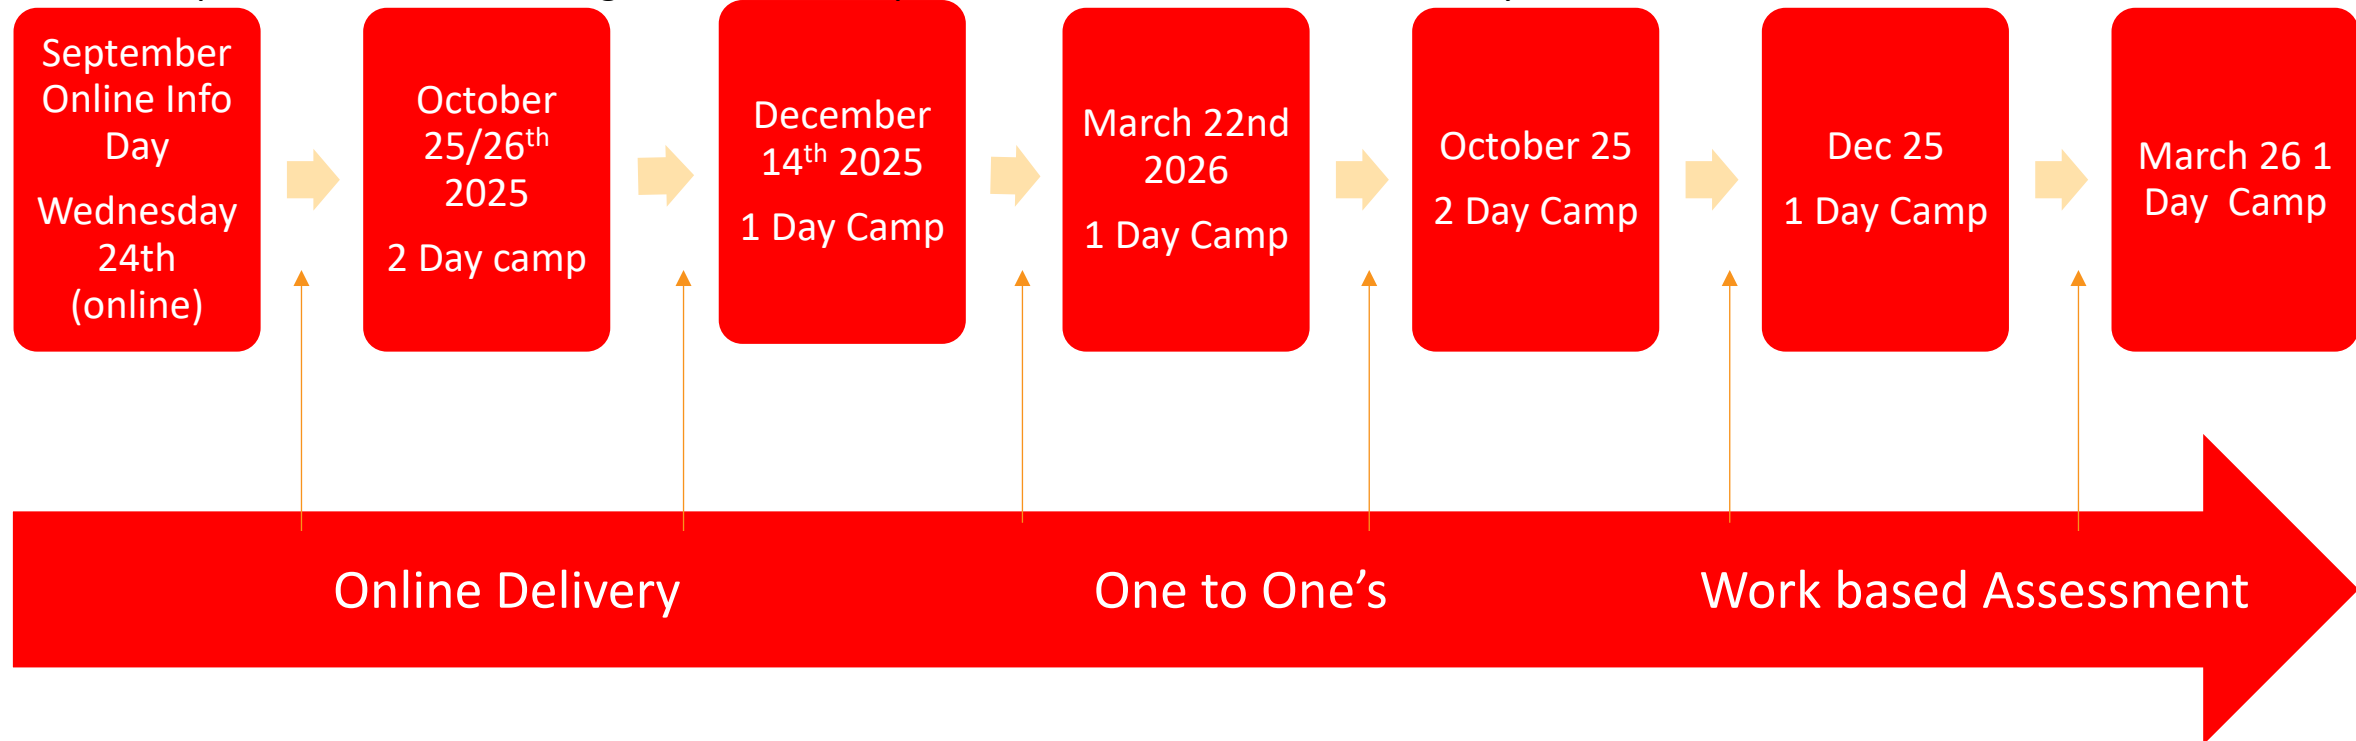 September
Online Info
Day
Wednesday
24th
(online)
October
25/26th
2025
2 Day camp
December
14th 2025
1 Day Camp
March 22nd
2026
1 Day Camp
October 25
2 Day Camp
Dec 25
1 Day Camp
March 26 1
Day  Camp
Online Delivery
One to One’s
Work based Assessment